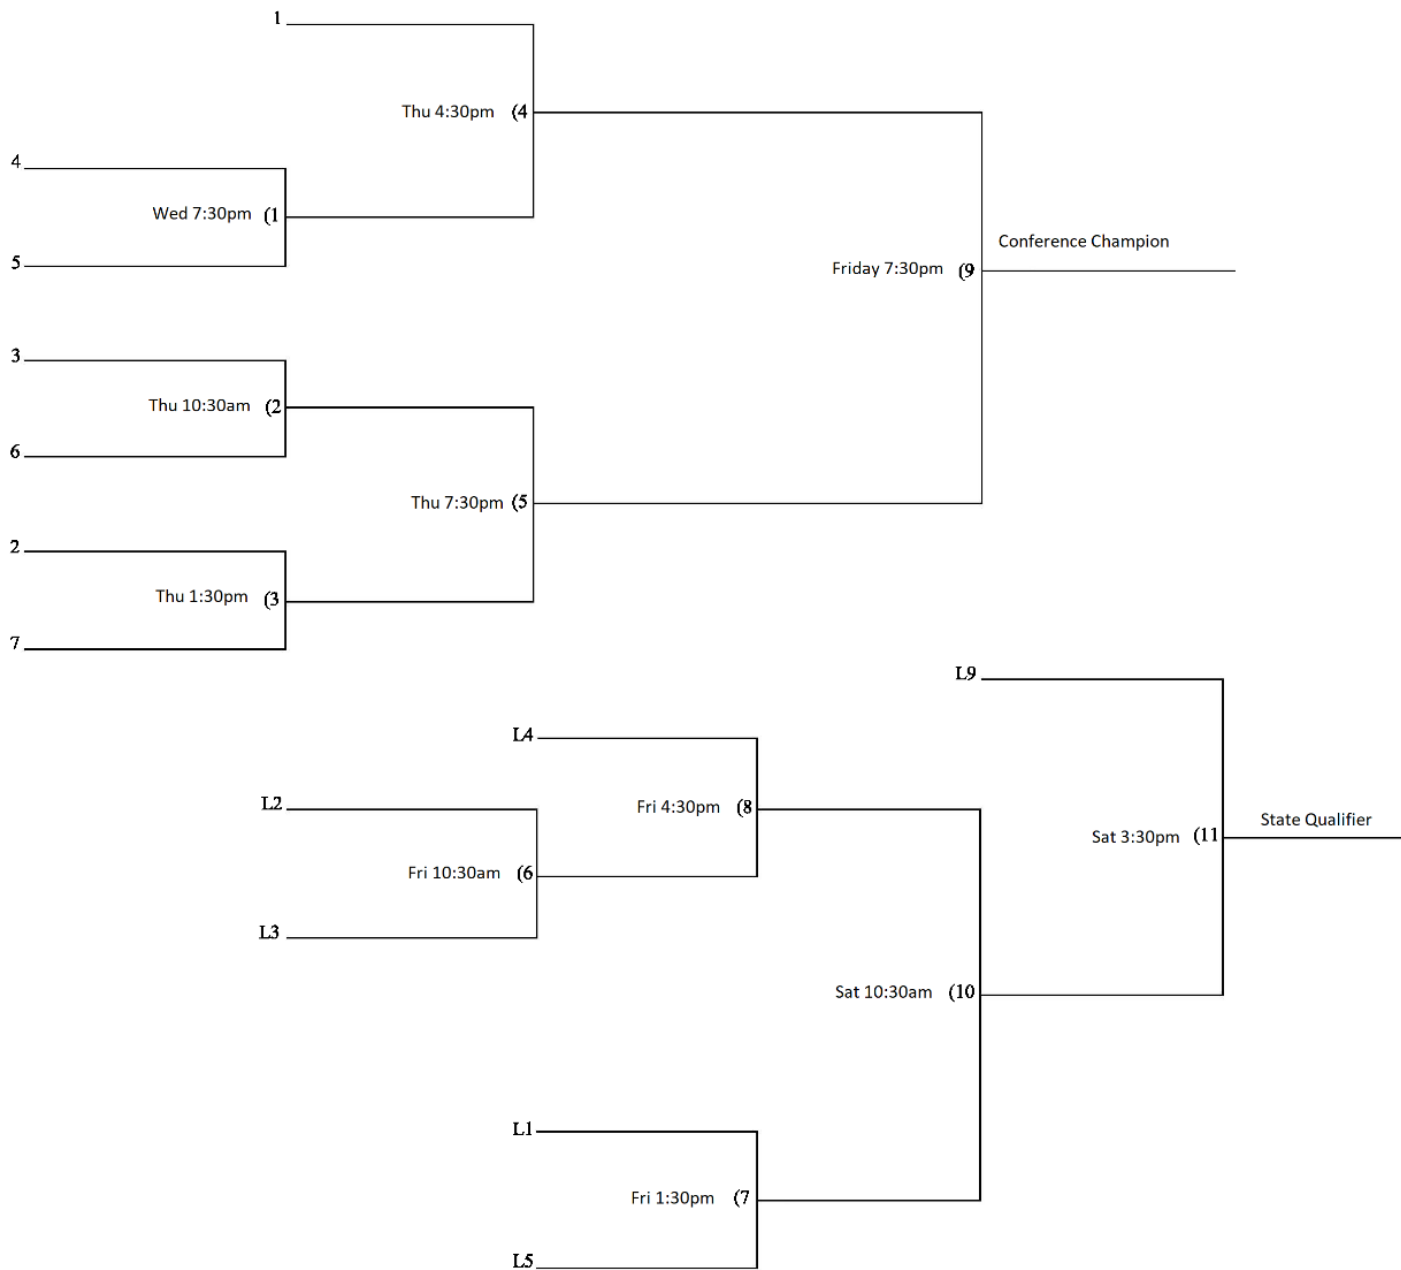 1
Thu 4:30pm (4
4
Wed 7:30pm (1
5
Conference Champion
Friday 7:30pm (9
3
Thu 10:30am (2
6
Thu 7:30pm (5
2
Thu 1:30pm (3
7
L9
L4
L2
Fri 4:30pm (8
State Qualifier
Sat 3:30pm (11
Fri 10:30am (6
L3
Sat 10:30am (10
L1
Fri 1:30pm (7
L5